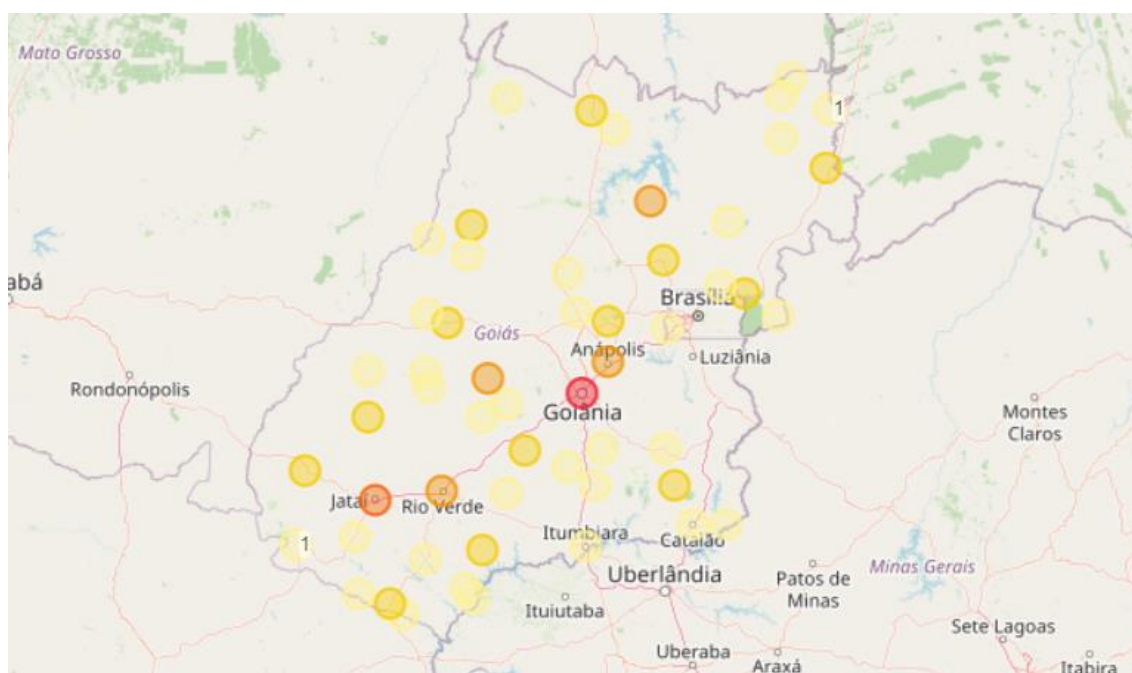 Mato Grosso
1
abá
Brasília
Goiás
Anápolis
Luziânia
Rondonópolis
Goiânia
Montes
Claros
Jataí
Rio Verde
Itumbiara
Catalão
1
Uberlândia
Minas Gerais
Patos de
Minas
Ituiutaba
Sete Lagoas
Uberaba
Araxá
Itabira